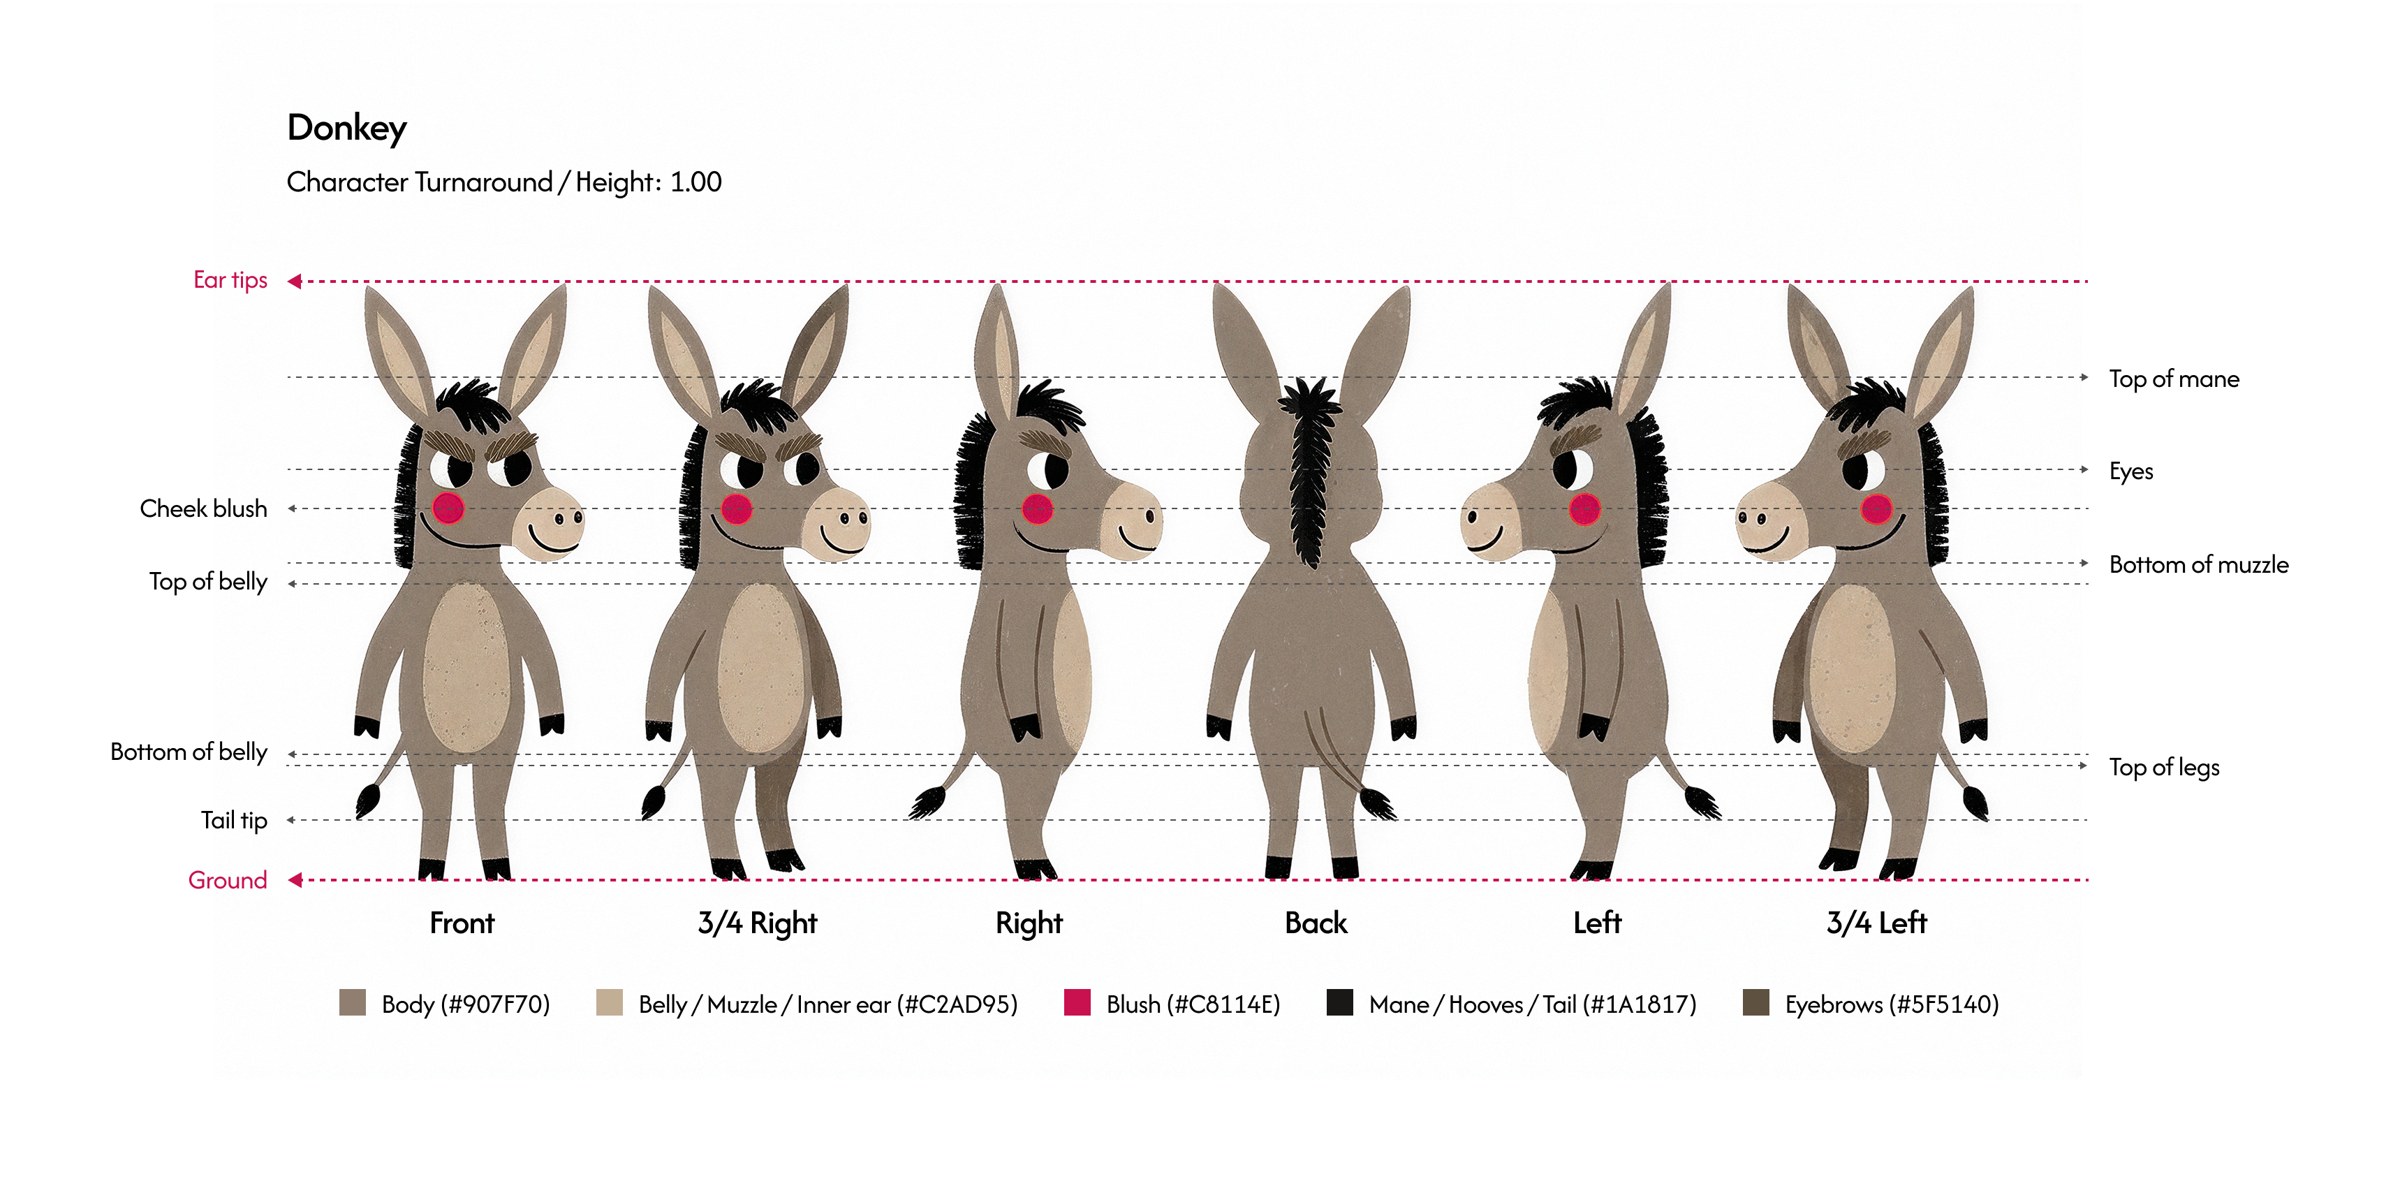 Donkey
Character Turnaround / Height: 1.00
Ear tips
Top of mane
Eyes
Cheek blush
Bottom of muzzle
Top of belly
Bottom of belly
Top of legs
Tail tip
Ground
Front
3/4 Right
Right
Back
Left
3/4 Left
Body (#907F70)
Belly / Muzzle / Inner ear (#C2AD95)
Blush (#C8114E)
Mane / Hooves / Tail (#1A1817)
Eyebrows (#5F5140)